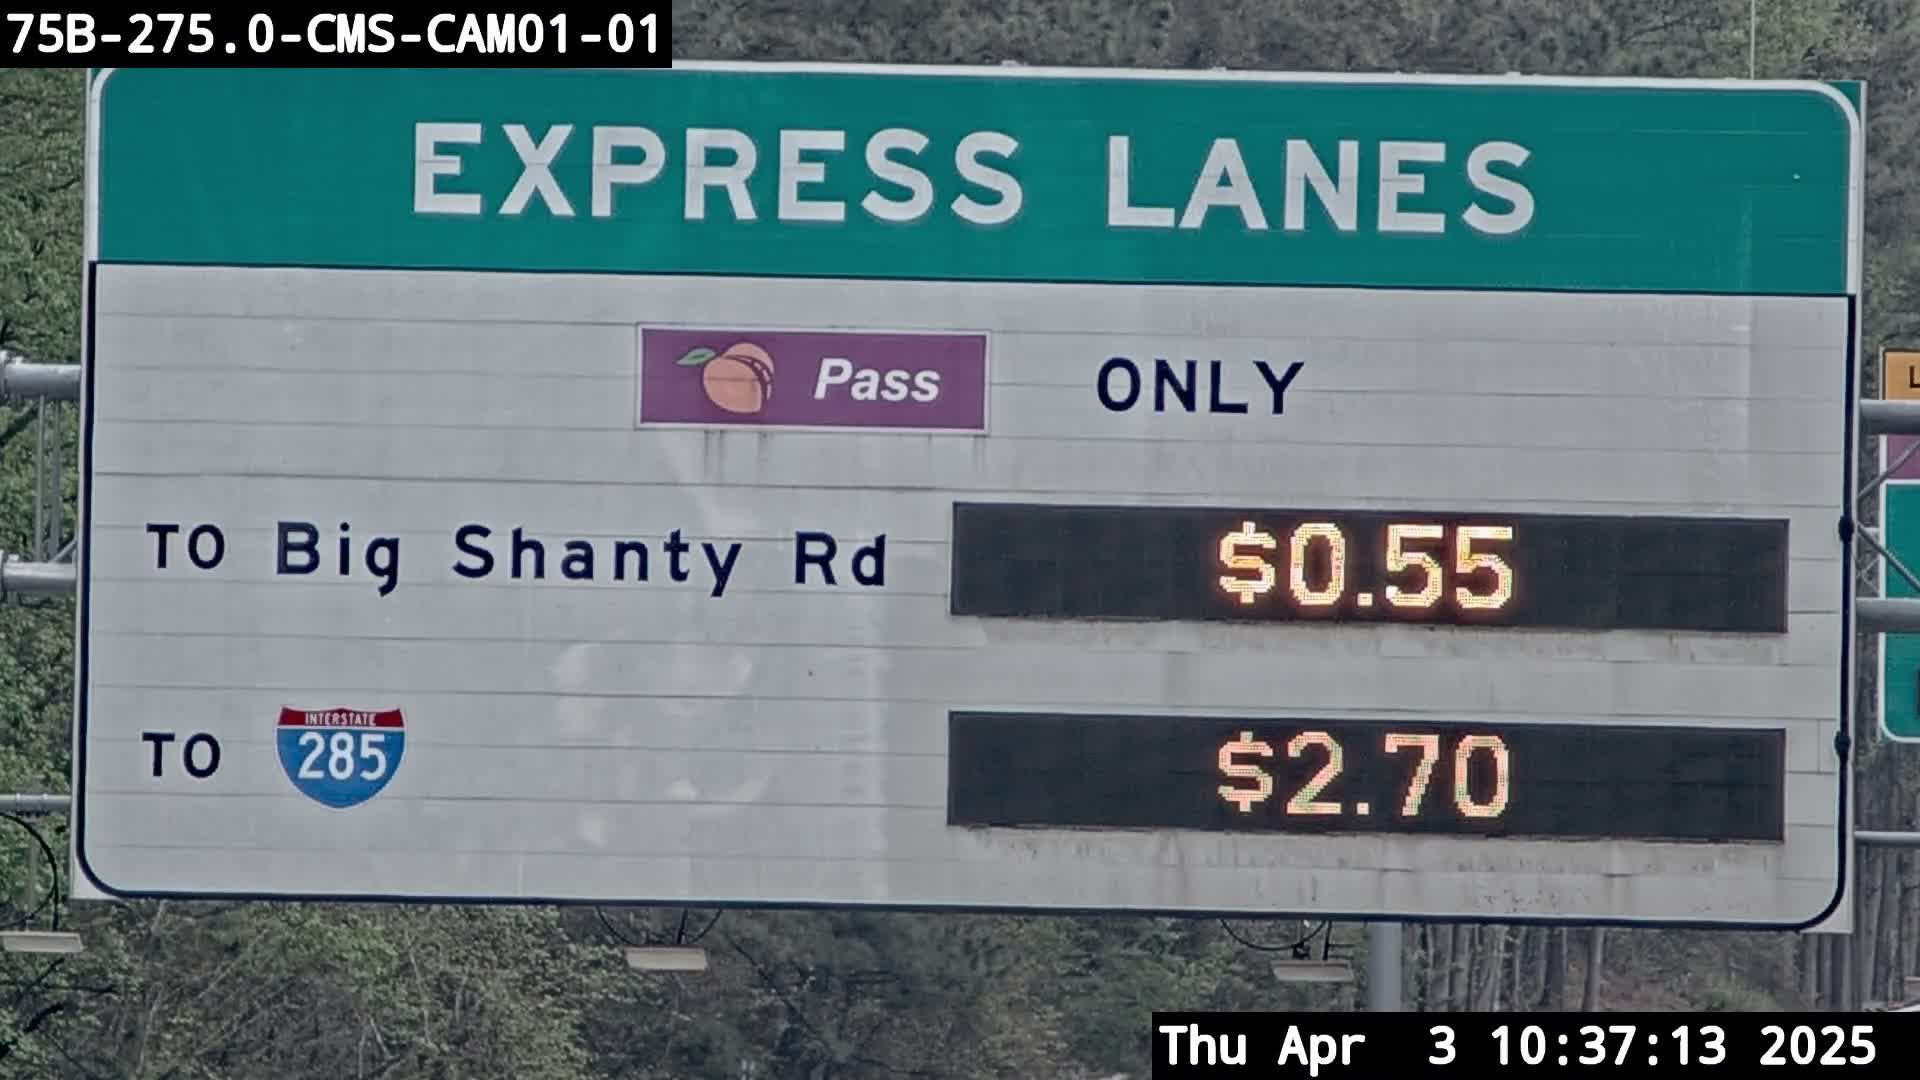 75B-275.0-CMS-CAM01-01
EXPRESS LANES
Pass ONLY
TO Big Shanty Rd $0.55
TO INTERSTATE 285 $2.70
Thu Apr 3 10:37:13 2025